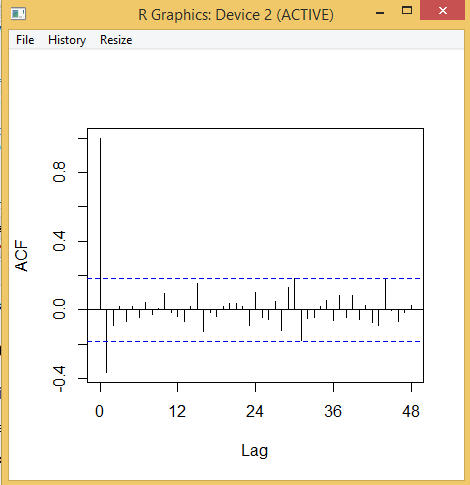 R Graphics: Device 2 (ACTIVE)
File History Resize
ACF
0.8
0.4
0.0
-0.4
0 12 24 36 48
Lag